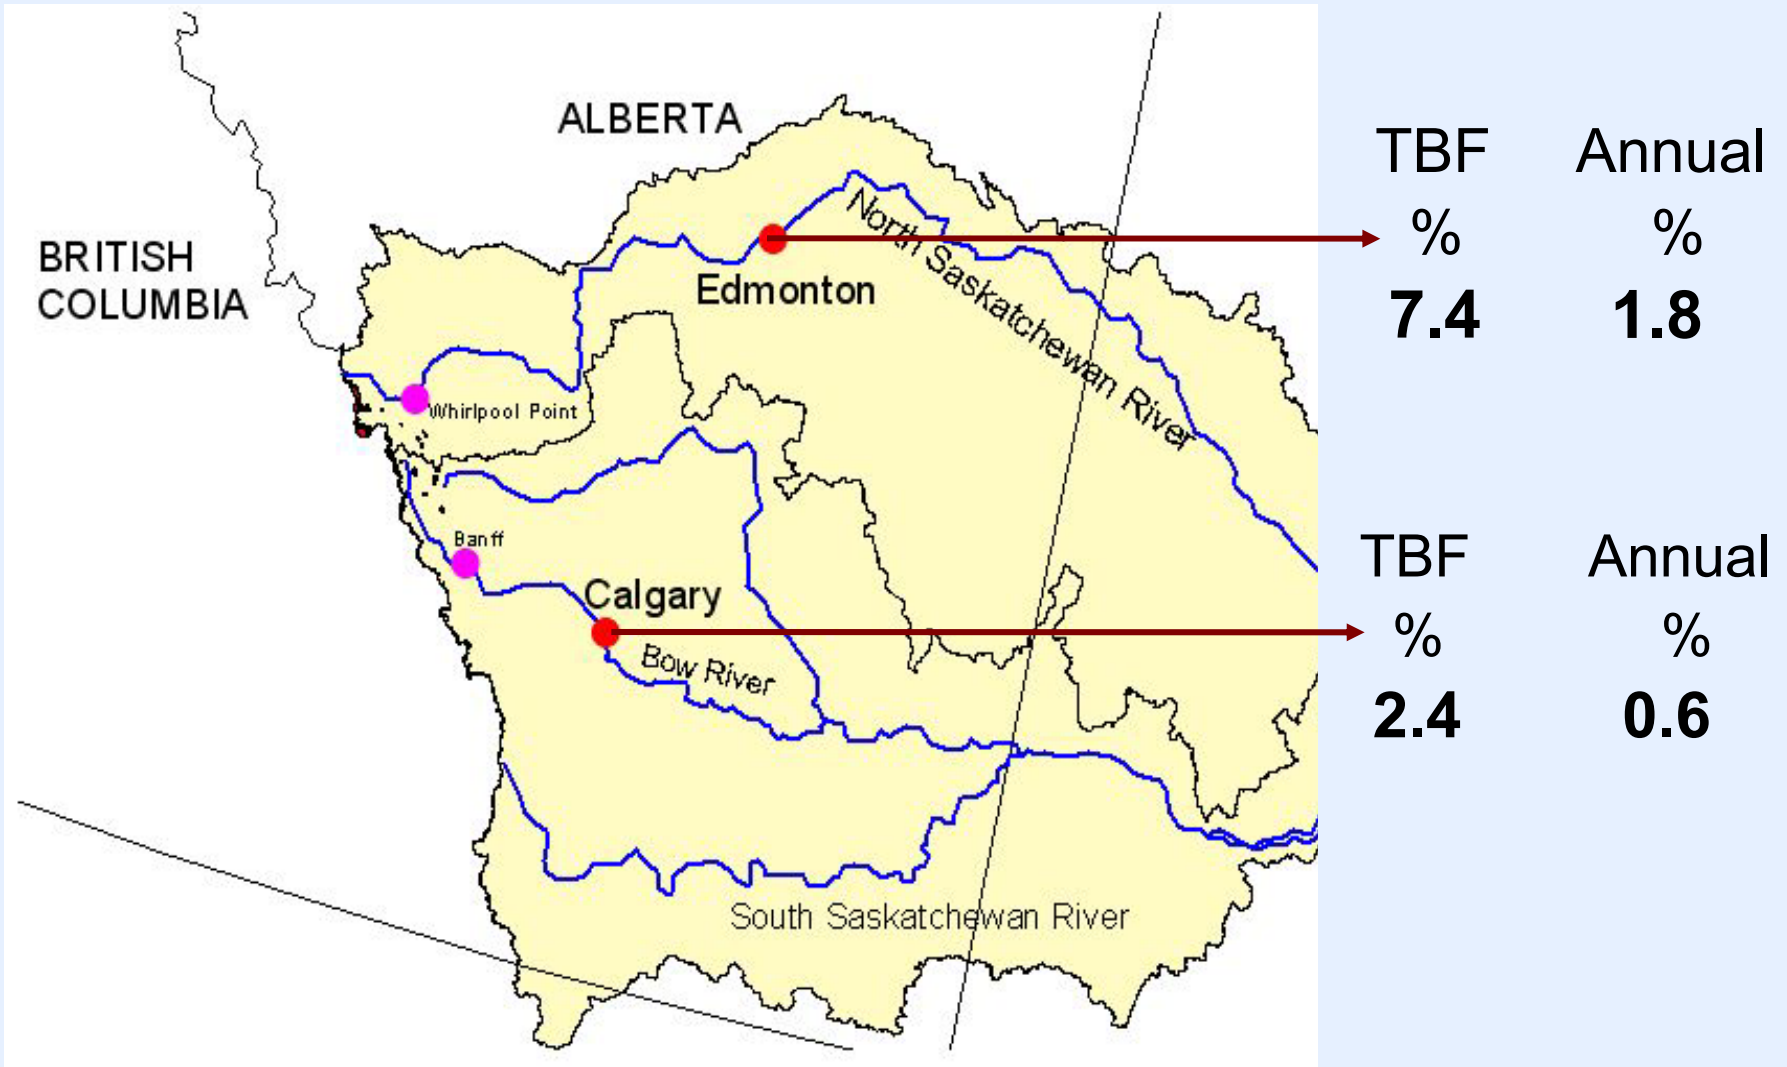 ALBERTA
BRITISH
COLUMBIA
Edmonton
North Saskatchewan River
Whirlpool Point
Banff
Calgary
Bow River
South Saskatchewan River
TBF Annual
% %
7.4 1.8
TBF Annual
% %
2.4 0.6